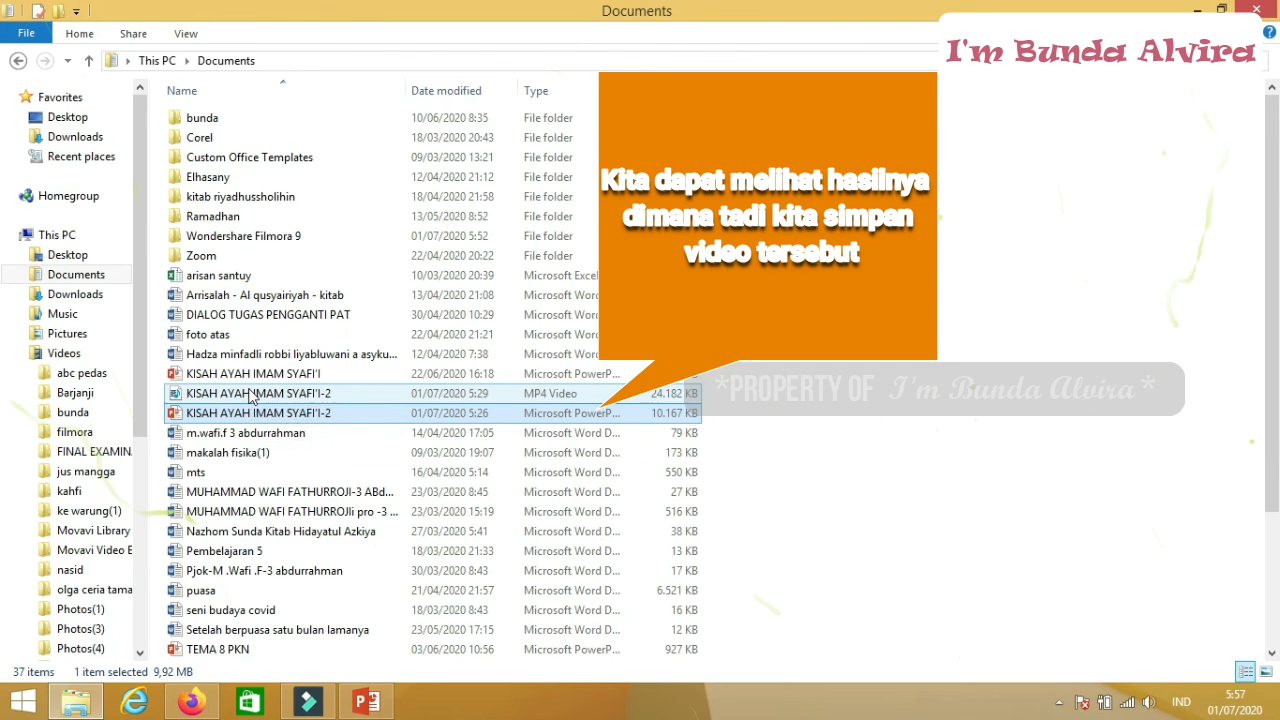 Documents
File Home Share View
I'm Bunda Alvira
This PC Documents
Name Date modified Type
Favorites
Desktop
Downloads
Recent places
Homegroup
This PC
Desktop
Documents
Downloads
Music
Pictures
Videos
abc pedas
Barjanji
bunda
filmora
FINAL EXAMIN
jus mangga
kahfi
ke warung(1)
Movavi Library
Movavi Video E
nasid
olga ceria tama
Photos(1)
Photos(3)
Photos(4)
bunda 10/06/2020 8:35 File folder
Corel 18/03/2020 20:43 File folder
Custom Office Templates 09/03/2020 13:21 File folder
Elhasany 12/04/2020 21:12 File folder
kitab riyadhussholihin 18/04/2020 21:58 File folder
Ramadhan 13/05/2020 8:52 File folder
Wondershare Filmora 9 01/07/2020 5:52 File folder
Zoom 22/04/2020 20:22 File folder
arisan santuy 10/03/2020 20:39 Microsoft Excel
Arrisalah - Al qusyairiyah - kitab 13/04/2020 21:08 Microsoft Word
DIALOG TUGAS PENGGANTI PAT 30/04/2020 10:29 Microsoft Word
foto atas 22/04/2020 21:21 Microsoft Word
Hadza minfadli robbi liyabluwani a asyku... 12/04/2020 7:38 Microsoft Word
KISAH AYAH IMAM SYAFI'I 22/06/2020 16:18 Microsoft PowerP...
KISAH AYAH IMAM SYAFI'I-2 01/07/2020 5:29 MP4 Video 24.182 KB
KISAH AYAH IMAM SYAFI'I-2 01/07/2020 5:26 Microsoft PowerP... 10.167 KB
m.wafi.f 3 abdurrahman 14/04/2020 17:05 Microsoft Word D... 79 KB
makalah fisika(1) 09/03/2020 19:07 Microsoft Word D... 173 KB
mts 16/04/2020 5:14 Microsoft Word D... 550 KB
MUHAMMAD WAFI FATHURROJI-3 ABd... 23/03/2020 8:45 Microsoft Word D... 27 KB
MUHAMMAD WAFI FATHURROJIi pro -3 ... 23/03/2020 15:19 Microsoft Word D... 516 KB
Nazhom Sunda Kitab Hidayatul Azkiya 27/03/2020 5:41 Microsoft Word D... 38 KB
Pembelajaran 5 18/03/2020 21:33 Microsoft Word D... 13 KB
Pjok-M .Wafi .F-3 abdurrahman 30/03/2020 18:43 Microsoft Word D... 17 KB
puasa 21/04/2020 21:57 Microsoft Word D... 6.521 KB
seni budaya covid 18/03/2020 8:43 Microsoft Word D... 16 KB
Setelah berpuasa satu bulan lamanya 23/05/2020 17:15 Microsoft Word D... 12 KB
TEMA 8 PKN 03/06/2020 10:56 Microsoft PowerP... 927 KB
Kita dapat melihat hasilnya
dimana tadi kita simpan
video tersebut
*PROPERTY OF I'm Bunda Alvira*
37 items 1 item selected 9,92 MB
IND
5:57
01/07/2020